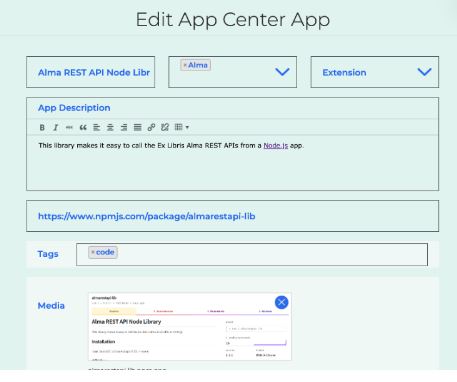 Edit App Center App
Alma REST API Node Libr
×Alma
Extension
App Description
B I
This library makes it easy to call the Ex Libris Alma REST APIs from a Node.js app.
https://www.npmjs.com/package/almarestapi-lib
Tags
×code
Media
almarestapi-lib
Alma REST API Node Library
Installation